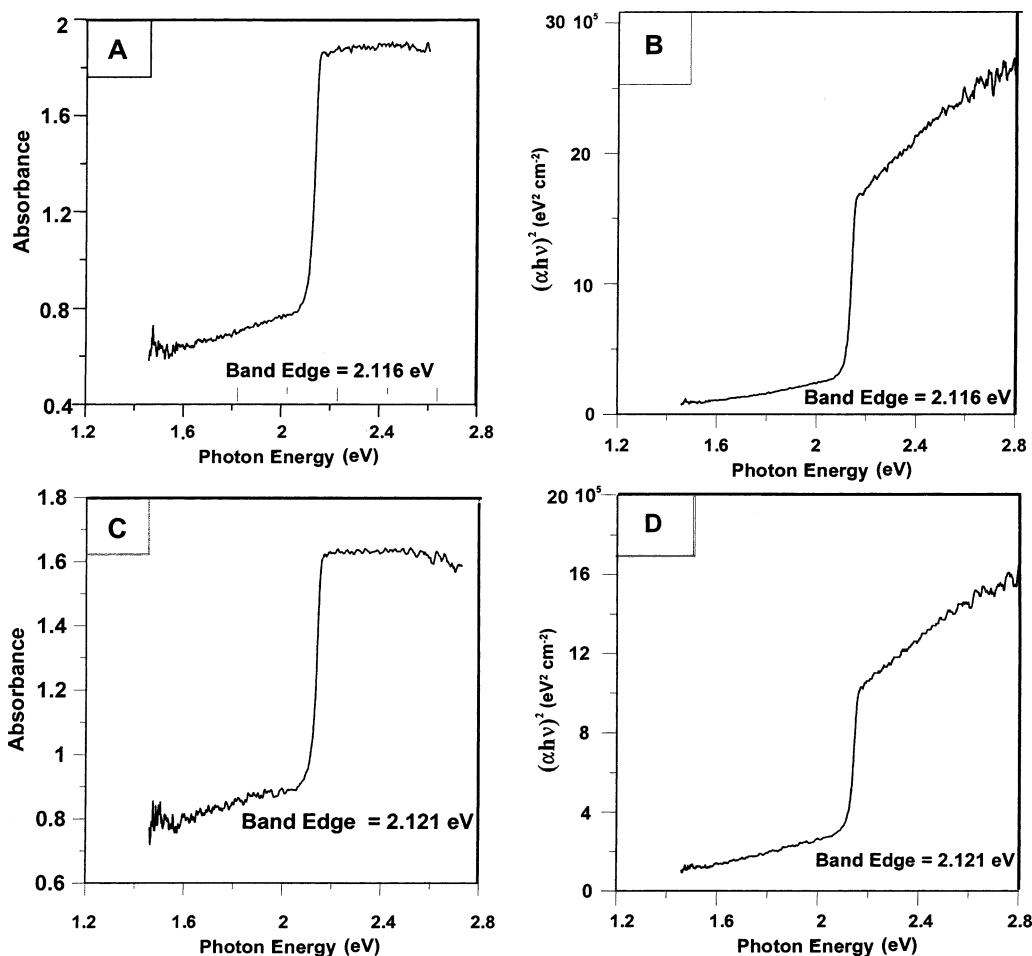 A
2
1.6
1.2
0.8
0.4
Absorbance
Band Edge = 2.116 eV
1.2 1.6 2 2.4 2.8
Photon Energy (eV)
B
30 10⁵
20
10
0
(αhν)² (eV² cm⁻²)
Band Edge = 2.116 eV
1.2 1.6 2 2.4 2.8
Photon Energy (eV)
C
1.8
1.6
1.4
1.2
1
0.8
0.6
Absorbance
Band Edge = 2.121 eV
1.2 1.6 2 2.4 2.8
Photon Energy (eV)
D
20 10⁵
16
12
8
4
0
(αhν)² (eV² cm⁻²)
Band Edge = 2.121 eV
1.2 1.6 2 2.4 2.8
Photon Energy (eV)